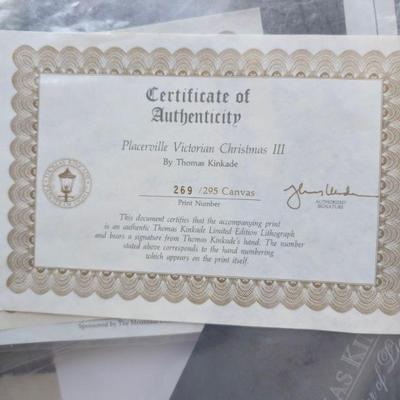 Certificate of
Authenticity
Placerville Victorian Christmas III
By Thomas Kinkade
269 /295 Canvas
Print Number
AUTHORIZED
SIGNATURE
This document certifies that the accompanying print
is an authentic Thomas Kinkade Limited Edition Lithograph
and bears a signature from Thomas Kinkade's hand. The number
stated above corresponds to the hand numbering
which appears on the print itself.
Sponsored by The Mountain